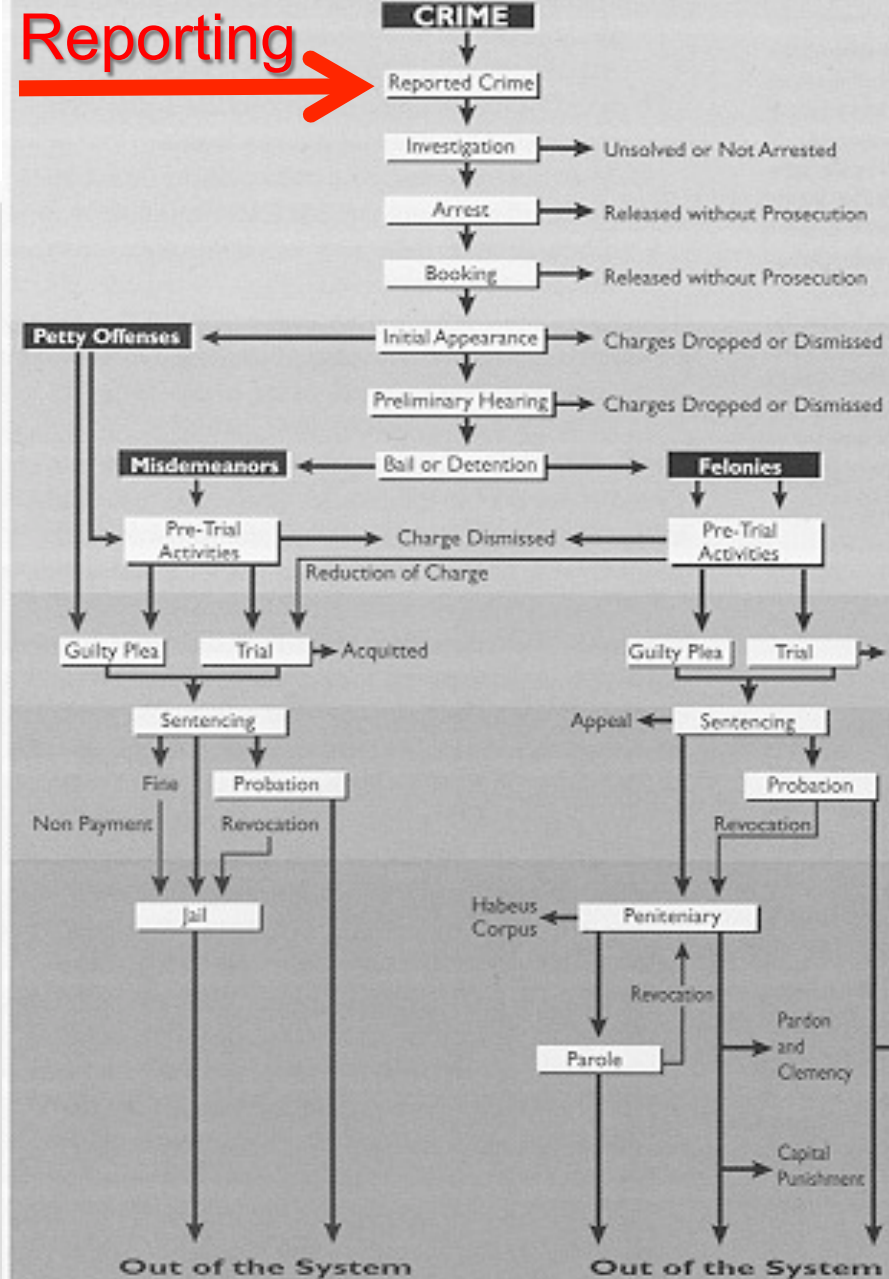 Reporting
CRIME
Reported Crime
Investigation
Unsolved or Not Arrested
Arrest
Released without Prosecution
Booking
Released without Prosecution
Petty Offenses
Initial Appearance
Charges Dropped or Dismissed
Preliminary Hearing
Charges Dropped or Dismissed
Misdemeanors
Bail or Detention
Felonies
Pre-Trial
Activities
Charge Dismissed
Pre-Trial
Activities
Reduction of Charge
Guilty Plea
Trial
Acquitted
Guilty Plea
Trial
Sentencing
Appeal
Sentencing
Fine
Probation
Probation
Non Payment
Revocation
Revocation
Jail
Habeus
Corpus
Peniteniary
Revocation
Parole
Pardon
and
Clemency
Capital
Punishment
Out of the System
Out of the System